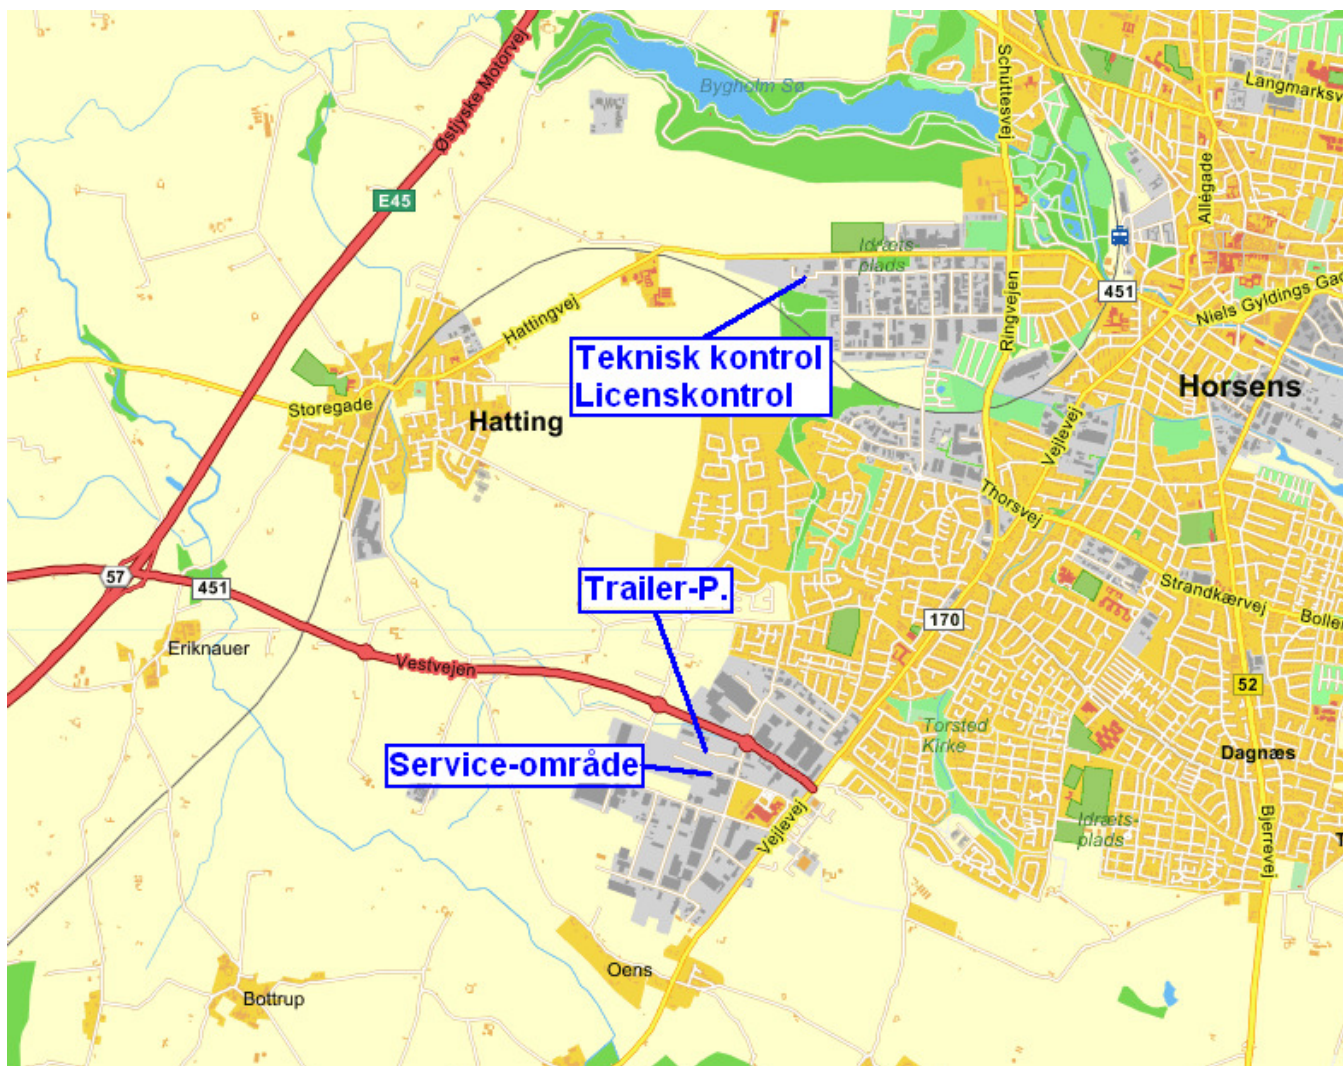 Østjyske Motorvej
Bygholm Sø
Schüttesvej
Langmarksv
E45
Allégade
Idræts-
plads
451
Niels Gyldings Gad
Ringvejen
Hattingvej
Teknisk kontrol
Licenskontrol
Horsens
Storegade
Hatting
Vejlevej
Thorsvej
57
451
Trailer-P.
Strandkærvej
Boller
170
Eriknauer
Vestvejen
52
Torsted
Kirke
Dagnæs
Service-område
Vejlevej
Idræts-
plads
Bjerrevej
T
Oens
Bottrup